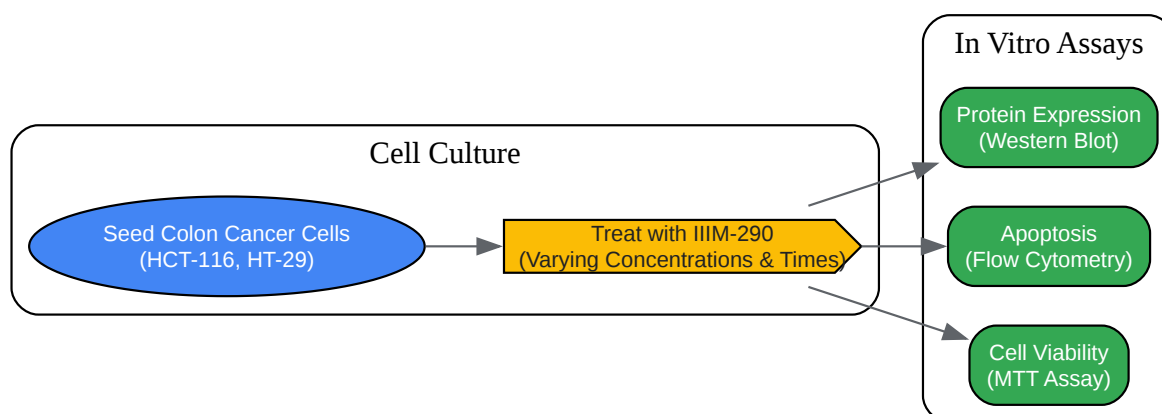 Cell Culture
Seed Colon Cancer Cells
(HCT-116, HT-29)
Treat with IIIM-290
(Varying Concentrations & Times)
In Vitro Assays
Protein Expression
(Western Blot)
Apoptosis
(Flow Cytometry)
Cell Viability
(MTT Assay)